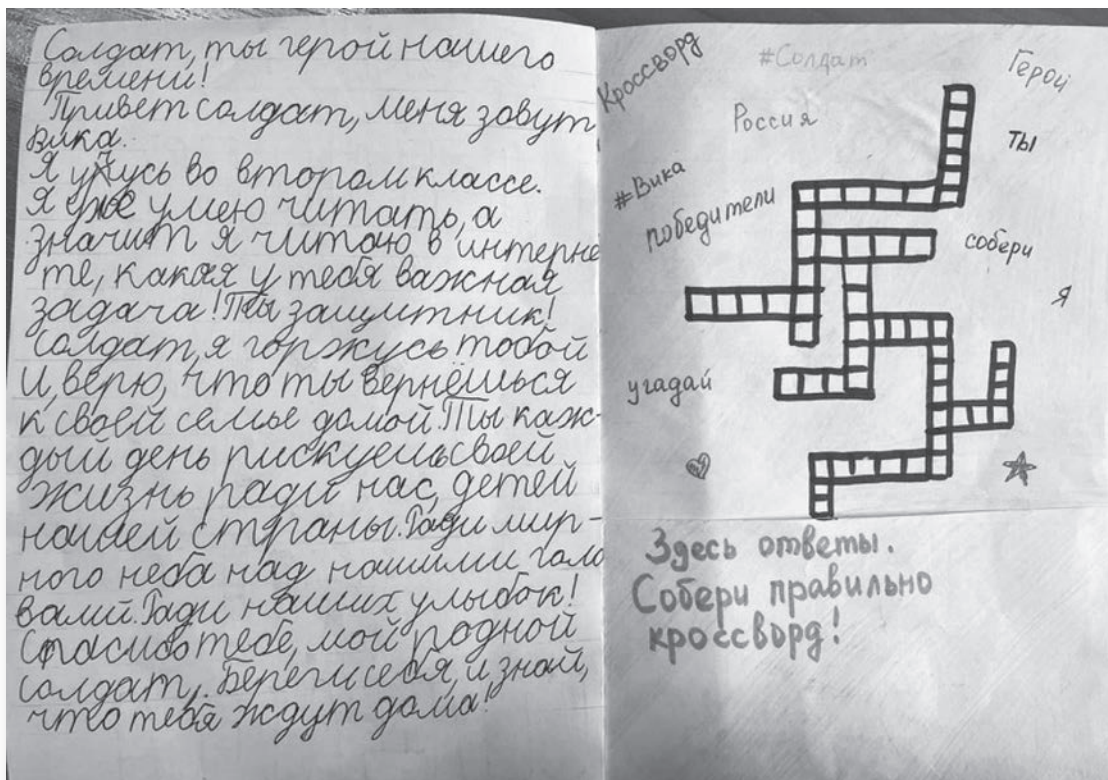 Солдат, ты герой нашего
времени!
Привет солдат, меня зовут
Вика.
Я учусь во втором классе.
Я уже умею читать, а
значит я читаю в интерне
те, какая у тебя важная
задача! Ты защитник!
Солдат, я горжусь тобой
И, верю, что ты вернёшься
к своей семье домой. Ты каж-
дый день рискуешь своей
жизнь ради нас, детей
нашей страны. Ради мир-
ного неба над нашими голо
вами. Ради наших улыбок!
Спасибо тебе, мой родной
солдат,. Береги себя, и знай,
что тебя ждут дома!
Кроссворд
#Солдат
Герой
Россия
ты
#Вика
победители
собери
я
угадай
Здесь ответы.
Собери правильно
кроссворд!